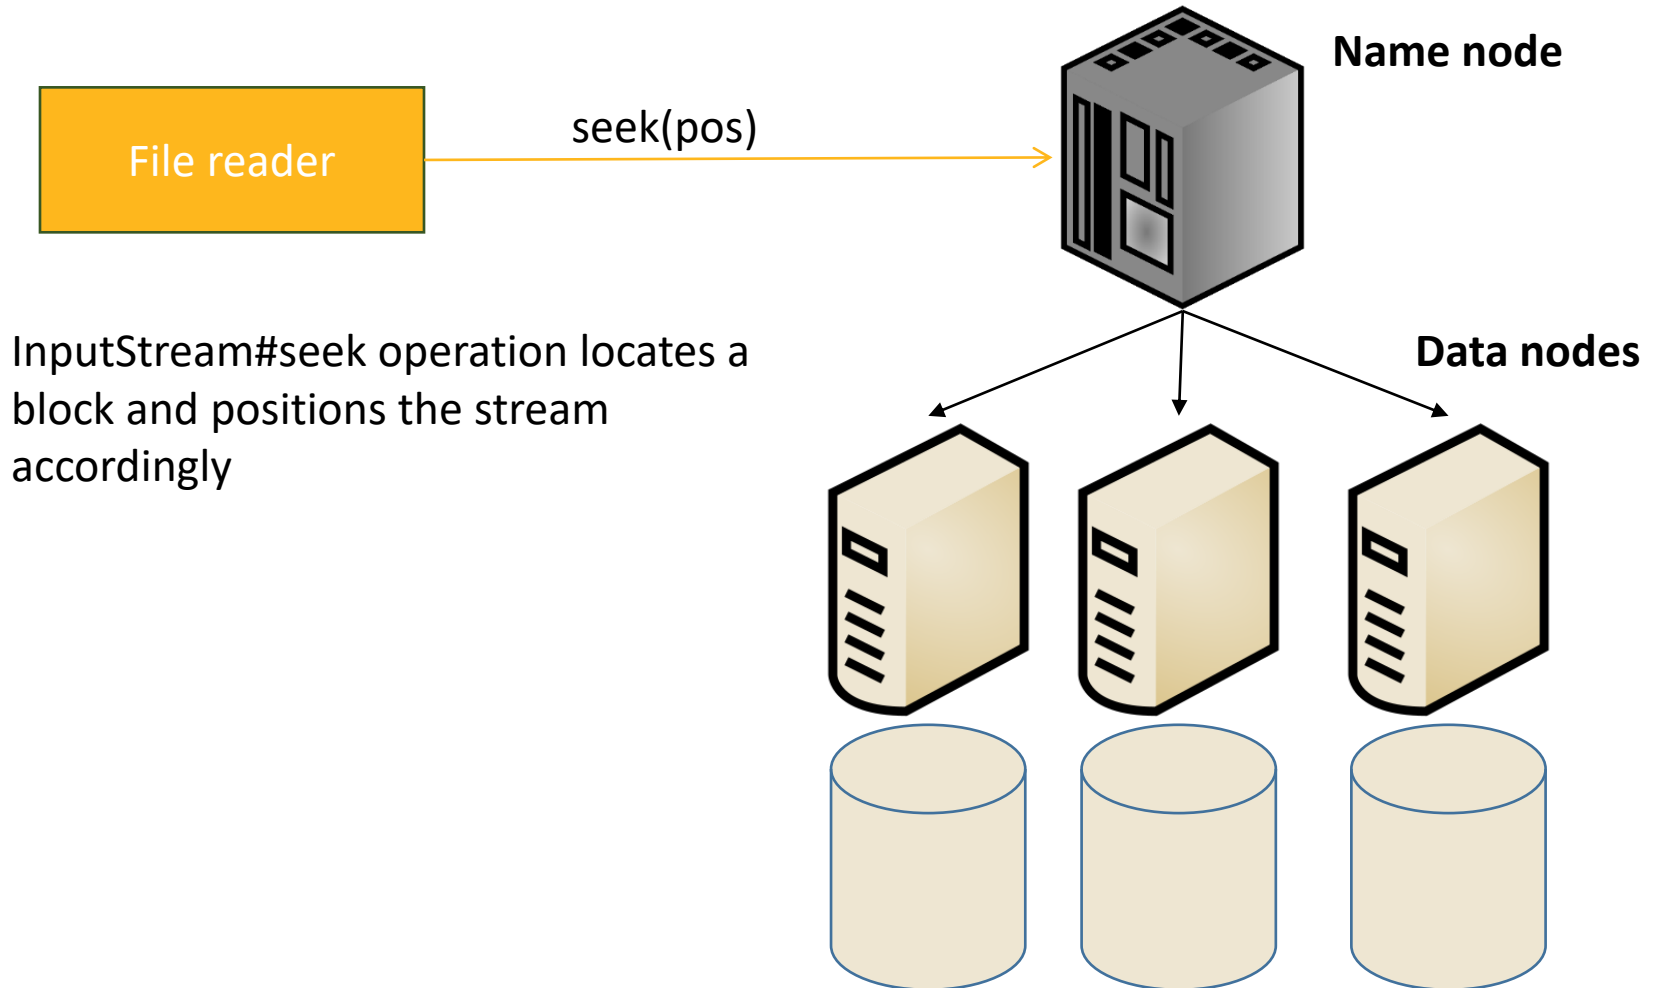 Name node
seek(pos)
File reader
InputStream#seek operation locates a
block and positions the stream
accordingly
Data nodes